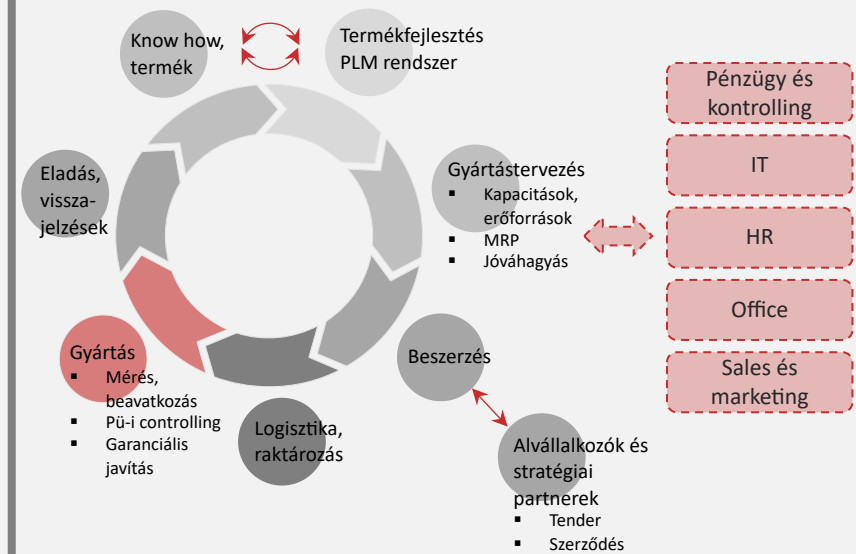 Know how,
termék
Termékfejlesztés
PLM rendszer
Gyártástervezés
▪ Kapacitások,
erőforrások
▪ MRP
▪ Jóváhagyás
Beszerzés
Alvállalkozók és
stratégiai
partnerek
▪ Tender
▪ Szerződés
Logisztika,
raktározás
Gyártás
▪ Mérés,
beavatkozás
▪ Pü-i controlling
▪ Garanciális
javítás
Eladás,
vissza-
jelzések
Pénzügy és
kontrolling
IT
HR
Office
Sales és
marketing